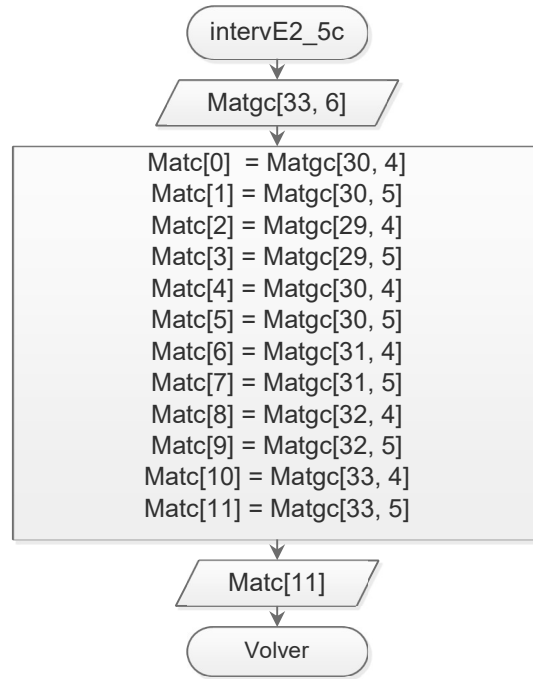 intervE2_5c
Matgc[33, 6]
Matc[0]  = Matgc[30, 4]
Matc[1] = Matgc[30, 5]
Matc[2] = Matgc[29, 4]
Matc[3] = Matgc[29, 5]
Matc[4] = Matgc[30, 4]
Matc[5] = Matgc[30, 5]
Matc[6] = Matgc[31, 4]
Matc[7] = Matgc[31, 5]
Matc[8] = Matgc[32, 4]
Matc[9] = Matgc[32, 5]
Matc[10] = Matgc[33, 4]
Matc[11] = Matgc[33, 5]
Matc[11]
Volver